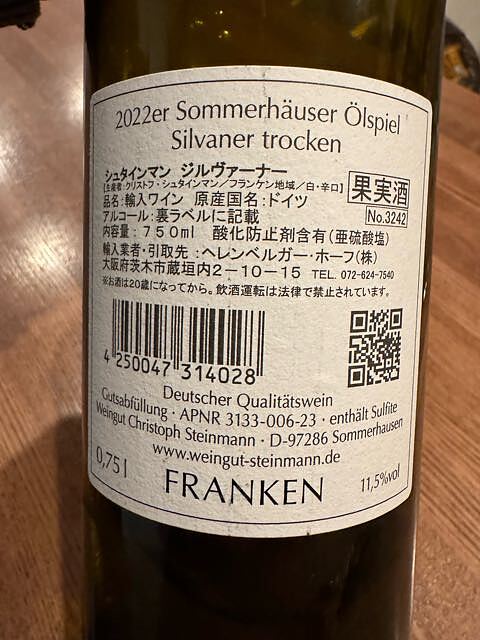 2022er Sommerhäuser Ölspiel
Silvaner trocken
シュタインマン ジルヴァーナー
【生産者:クリストフ・シュタインマン/フランケン地域/白・辛口】
品名:輸入ワイン 原産国名:ドイツ
アルコール:裏ラベルに記載
内容量:750ml 酸化防止剤含有(亜硫酸塩)
輸入業者・引取先:ヘレンベルガー・ホーフ(株)
大阪府茨木市蔵垣内2-10-15 TEL. 072-624-7540
※お酒は20歳になってから。飲酒運転は法律で禁止されています。
果実酒
No.3242
4 250047 314028
Deutscher Qualitätswein
Gutsabfüllung · APNR 3133-006-23 · enthält Sulfite
Weingut Christoph Steinmann · D-97286 Sommerhausen
www.weingut-steinmann.de
0,75 l
FRANKEN
11,5%vol